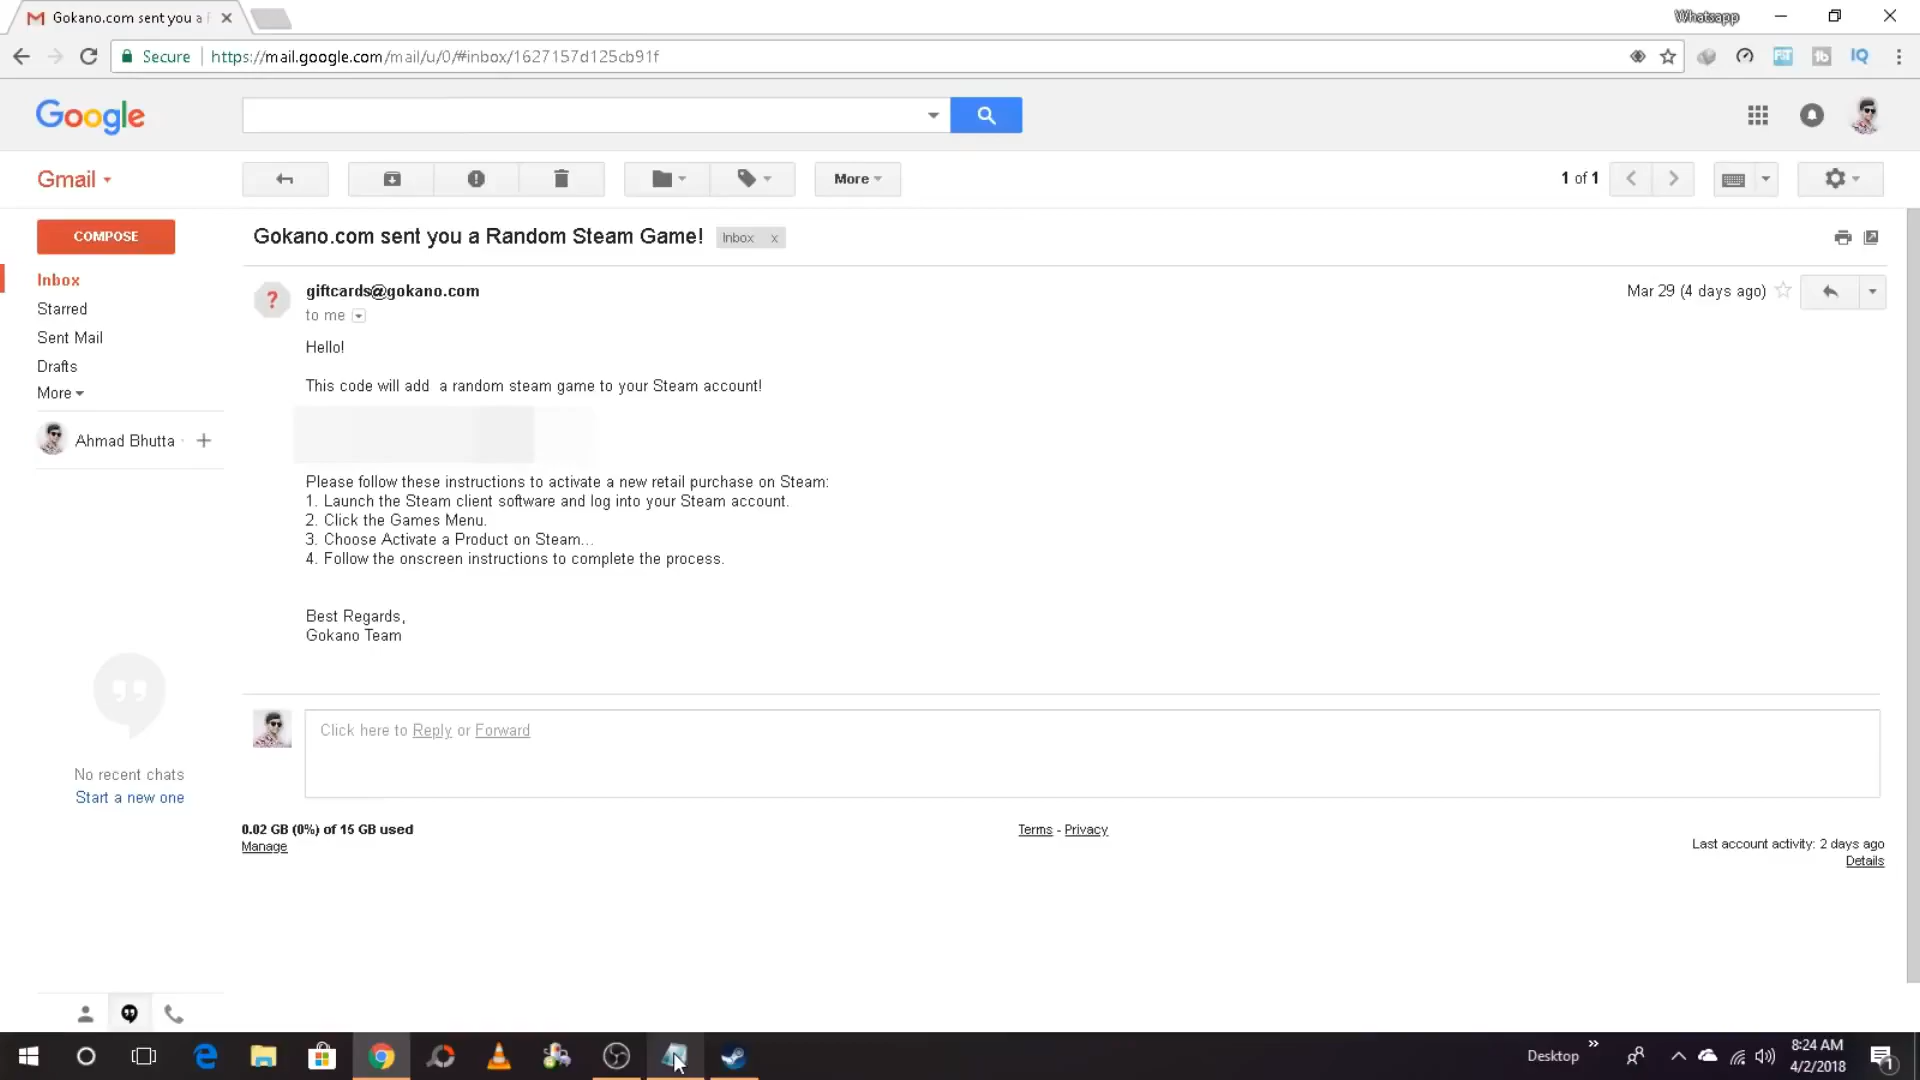 Gokano.com sent you a
Whatsapp
Secure
https://mail.google.com/mail/u/0/#inbox/1627157d125cb91f
Google
Gmail
More
1 of 1
COMPOSE
Gokano.com sent you a Random Steam Game!
Inbox x
Inbox
Starred
Sent Mail
Drafts
More
Ahmad Bhutta
giftcards@gokano.com
Mar 29 (4 days ago)
to me
Hello!
This code will add a random steam game to your Steam account!
Please follow these instructions to activate a new retail purchase on Steam:
1. Launch the Steam client software and log into your Steam account.
2. Click the Games Menu.
3. Choose Activate a Product on Steam...
4. Follow the onscreen instructions to complete the process.
Best Regards,
Gokano Team
Click here to Reply or Forward
No recent chats
Start a new one
0.02 GB (0%) of 15 GB used
Manage
Terms - Privacy
Last account activity: 2 days ago
Details
Desktop
8:24 AM
4/2/2018
1